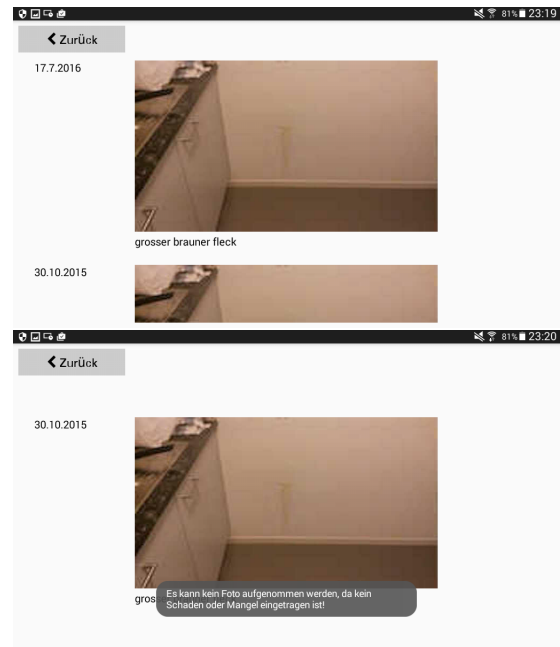 81% 23:19
Zurück
17.7.2016
grosser brauner fleck
30.10.2015
81% 23:20
Zurück
30.10.2015
gros
Es kann kein Foto aufgenommen werden, da kein
Schaden oder Mangel eingetragen ist!